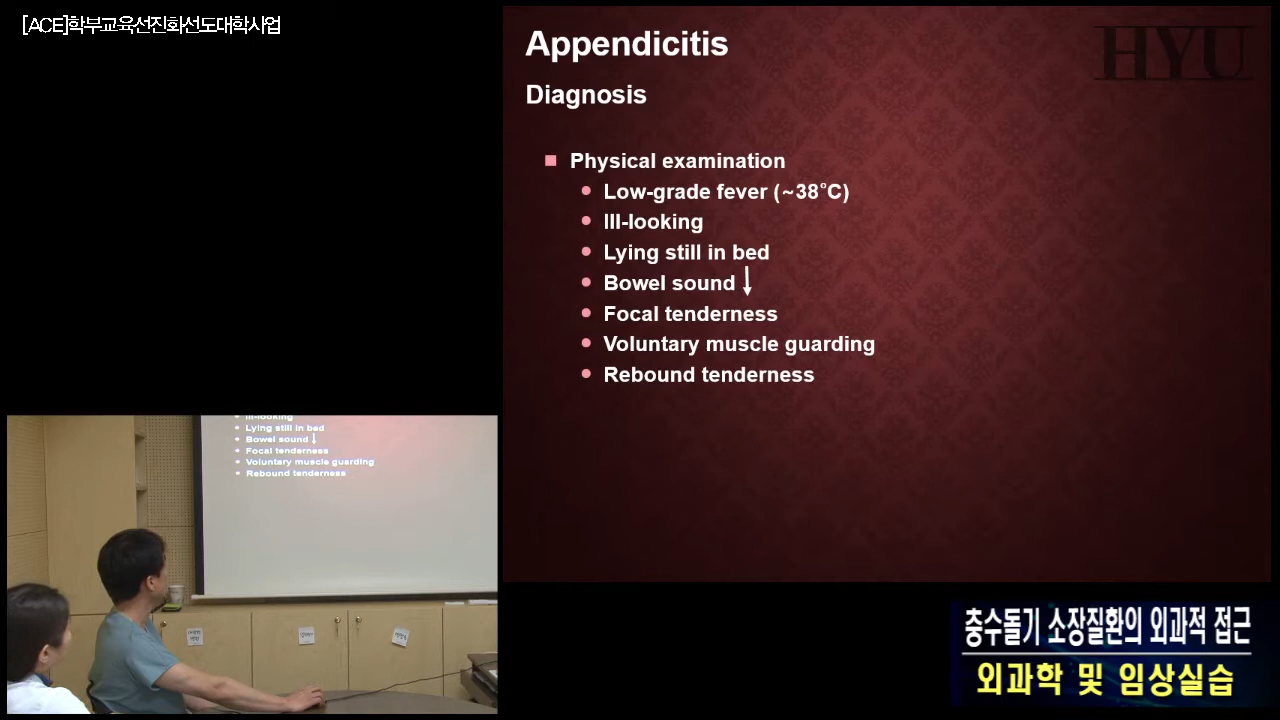 [ACE]학부교육선진화선도대학사업
HYU
Appendicitis
Diagnosis
Physical examination
Low-grade fever (~38˚C)
Ill-looking
Lying still in bed
Bowel sound ↓
Focal tenderness
Voluntary muscle guarding
Rebound tenderness
Ill-looking
Lying still in bed
Bowel sound ↓
Focal tenderness
Voluntary muscle guarding
Rebound tenderness
충수돌기 소장질환의 외과적 접근
외과학 및 임상실습